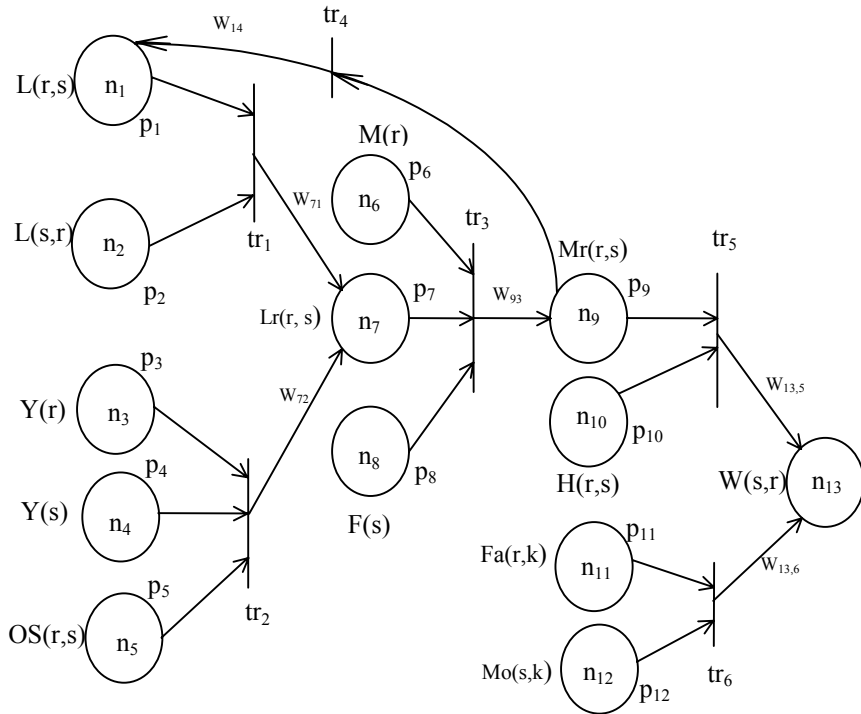 W₁₄
tr₄
L(r,s)
n₁
p₁
M(r)
p₆
n₆
L(s,r)
n₂
p₂
tr₁
W₇₁
tr₃
Mr(r,s)
tr₅
Lr(r, s)
n₇
p₇
W₉₃
n₉
p₉
Y(r)
p₃
n₃
W₇₂
n₈
p₈
F(s)
n₁₀
p₁₀
H(r,s)
W₁₃,₅
Y(s)
p₄
n₄
W(s,r)
n₁₃
OS(r,s)
p₅
n₅
tr₂
Fa(r,k)
p₁₁
n₁₁
W₁₃,₆
Mo(s,k)
n₁₂
p₁₂
tr₆